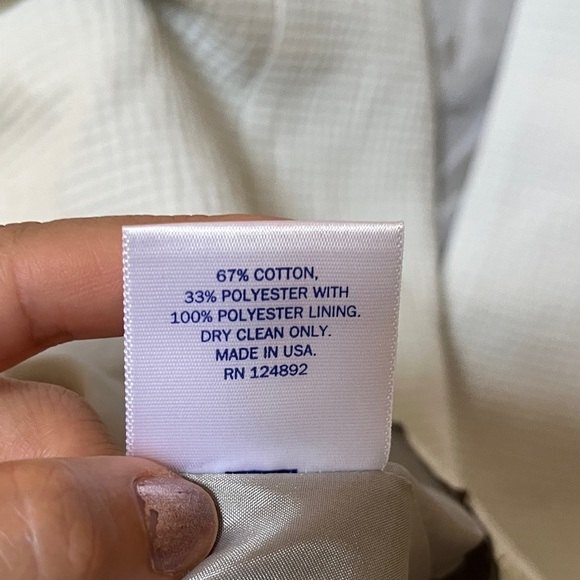 67% COTTON,
33% POLYESTER WITH
100% POLYESTER LINING.
DRY CLEAN ONLY.
MADE IN USA.
RN 124892